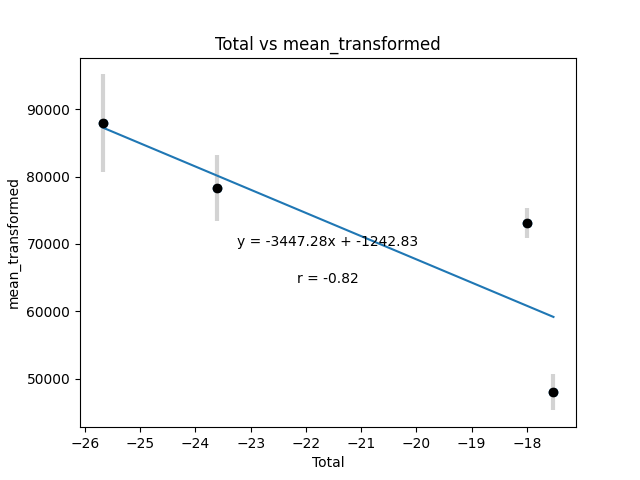 Total vs mean_transformed
mean_transformed
90000
80000
70000
60000
50000
y = -3447.28x + -1242.83
r = -0.82
−26 −25 −24 −23 −22 −21 −20 −19 −18
Total